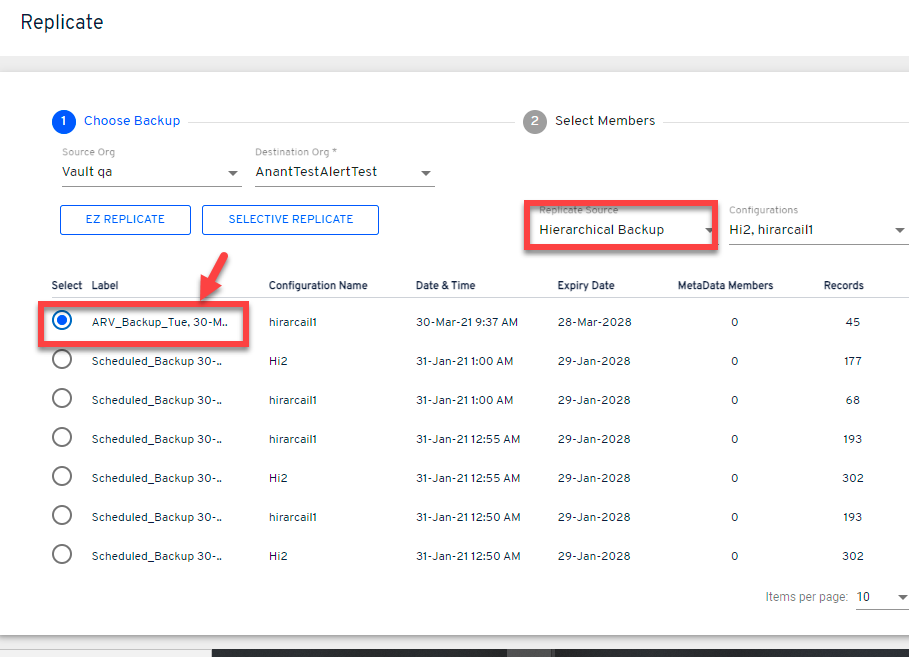 Replicate
1 Choose Backup 2 Select Members
Source Org Destination Org *
Vault qa AnantTestAlertTest
EZ REPLICATE SELECTIVE REPLICATE
Replicate Source Configurations
Hierarchical Backup Hi2, hirarcail1
Select Label Configuration Name Date & Time Expiry Date MetaData Members Records
ARV_Backup_Tue, 30-M.. hirarcail1 30-Mar-21 9:37 AM 28-Mar-2028 0 45
Scheduled_Backup 30-.. Hi2 31-Jan-21 1:00 AM 29-Jan-2028 0 177
Scheduled_Backup 30-.. hirarcail1 31-Jan-21 1:00 AM 29-Jan-2028 0 68
Scheduled_Backup 30-.. hirarcail1 31-Jan-21 12:55 AM 29-Jan-2028 0 193
Scheduled_Backup 30-.. Hi2 31-Jan-21 12:55 AM 29-Jan-2028 0 302
Scheduled_Backup 30-.. hirarcail1 31-Jan-21 12:50 AM 29-Jan-2028 0 193
Scheduled_Backup 30-.. Hi2 31-Jan-21 12:50 AM 29-Jan-2028 0 302
Items per page: 10